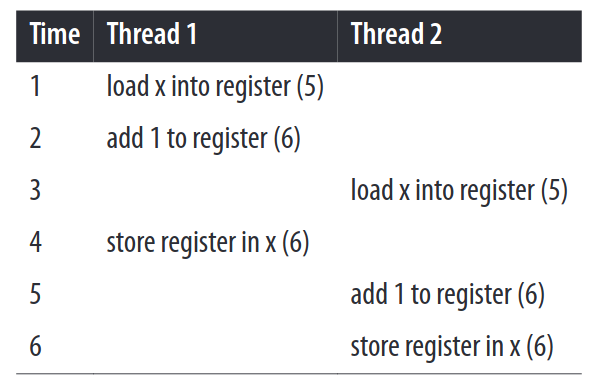 Time Thread 1 Thread 2
1 load x into register (5)
2 add 1 to register (6)
3 load x into register (5)
4 store register in x (6)
5 add 1 to register (6)
6 store register in x (6)